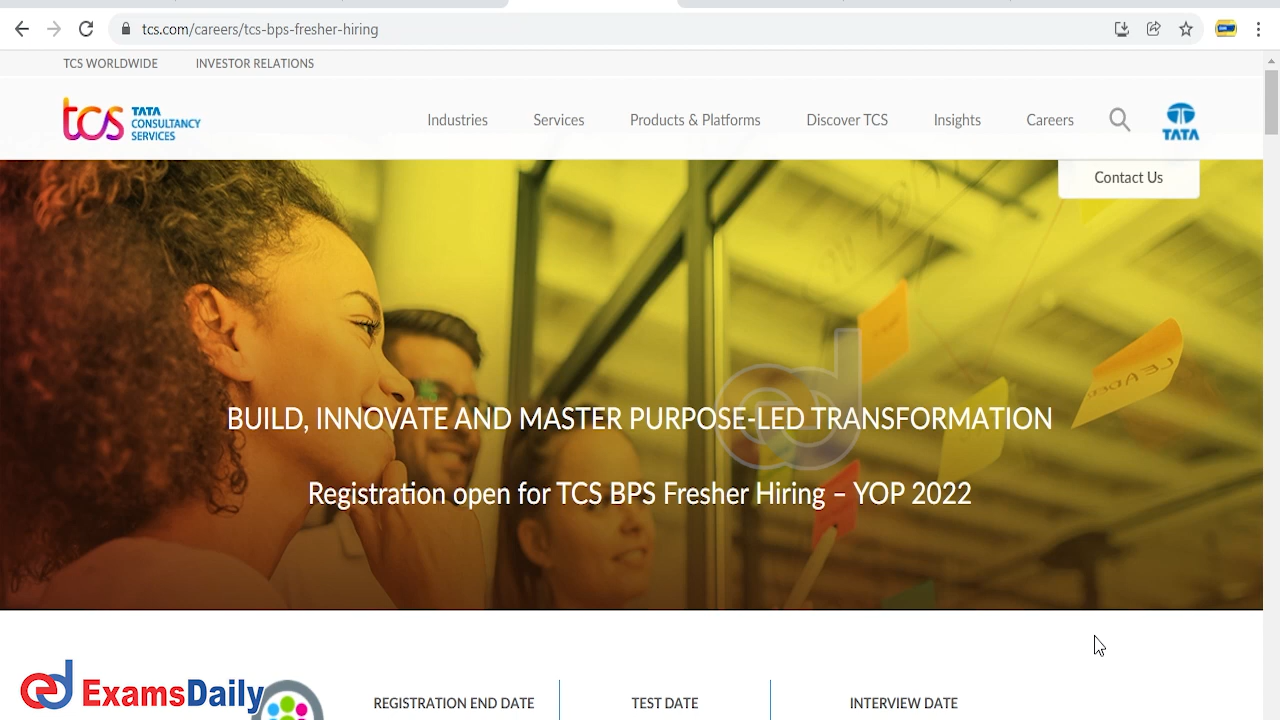 tcs.com/careers/tcs-bps-fresher-hiring
TCS WORLDWIDE INVESTOR RELATIONS
tcs TATA
CONSULTANCY
SERVICES
Industries Services Products & Platforms Discover TCS Insights Careers
TATA
Contact Us
LEADED
BUILD, INNOVATE AND MASTER PURPOSE-LED TRANSFORMATION
Registration open for TCS BPS Fresher Hiring – YOP 2022
ed ExamsDaily
REGISTRATION END DATE TEST DATE INTERVIEW DATE